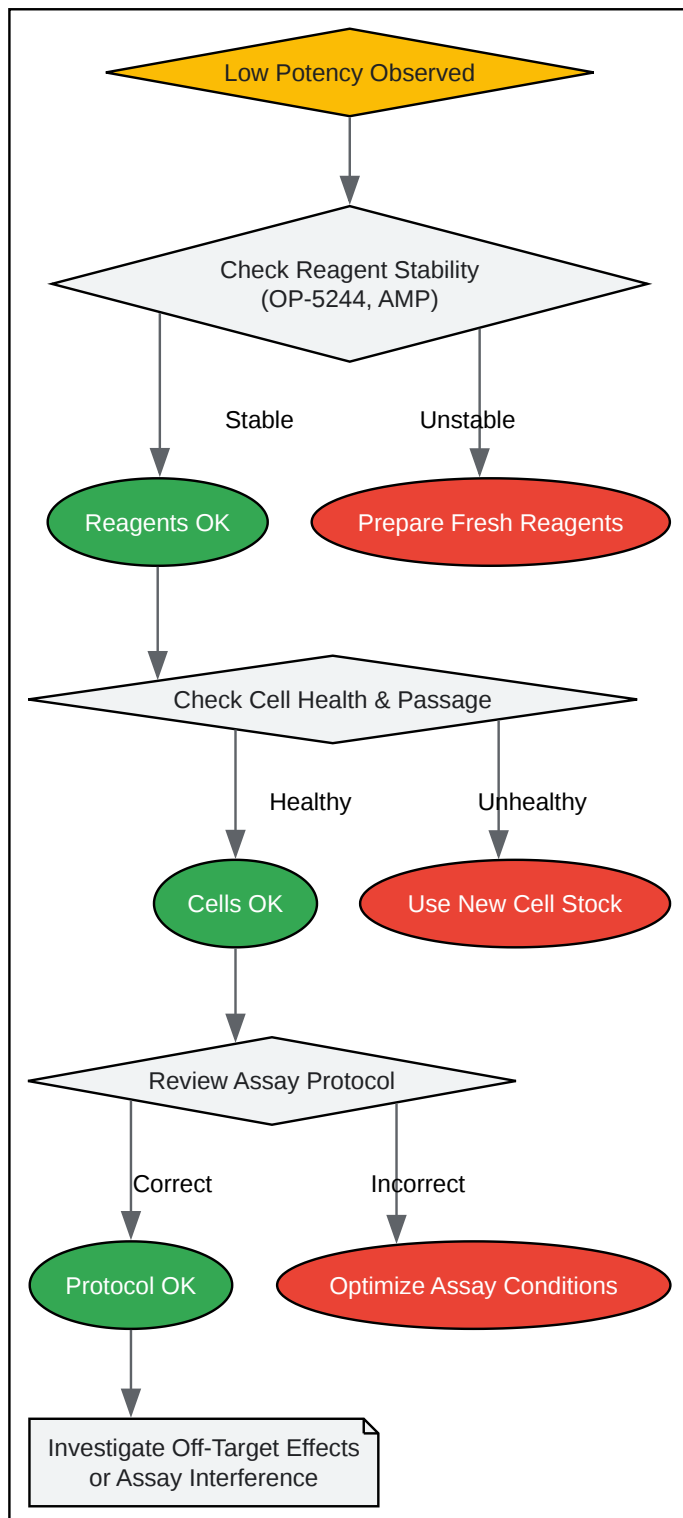 Low Potency Observed
Check Reagent Stability
(OP-5244, AMP)
Stable
Unstable
Reagents OK
Prepare Fresh Reagents
Check Cell Health & Passage
Healthy
Unhealthy
Cells OK
Use New Cell Stock
Review Assay Protocol
Correct
Incorrect
Protocol OK
Optimize Assay Conditions
Investigate Off-Target Effects
or Assay Interference